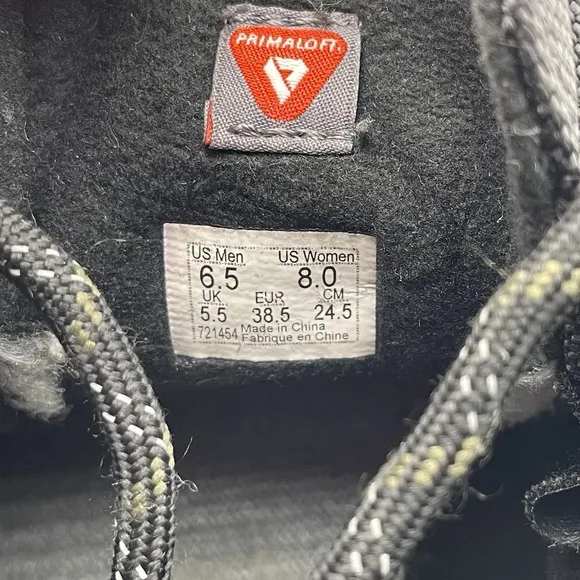 PRIMALOFT.
US Men US Women
6.5 8.0
UK EUR CM
5.5 38.5 24.5
721454 Made in China
Fabriqué en Chine